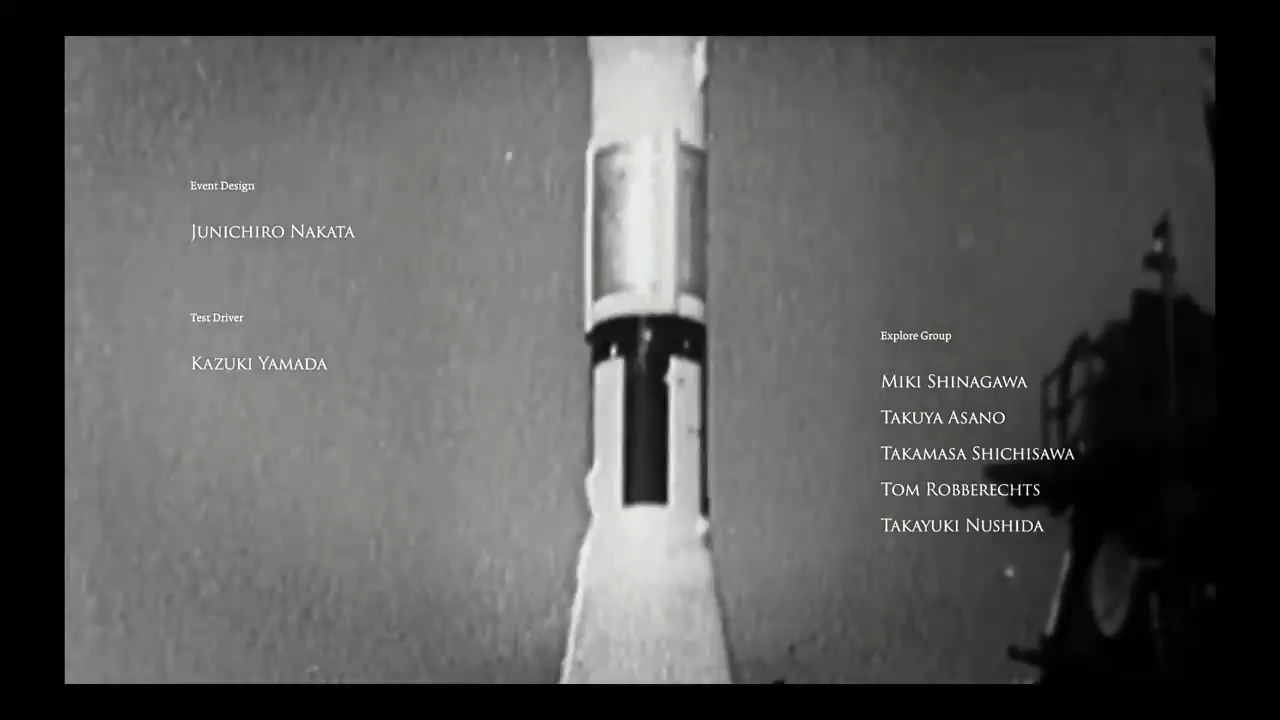 Event Design
JUNICHIRO NAKATA
Test Driver
KAZUKI YAMADA
Explore Group
MIKI SHINAGAWA
TAKUYA ASANO
TAKAMASA SHICHISAWA
TOM ROBBERECHTS
TAKAYUKI NUSHIDA